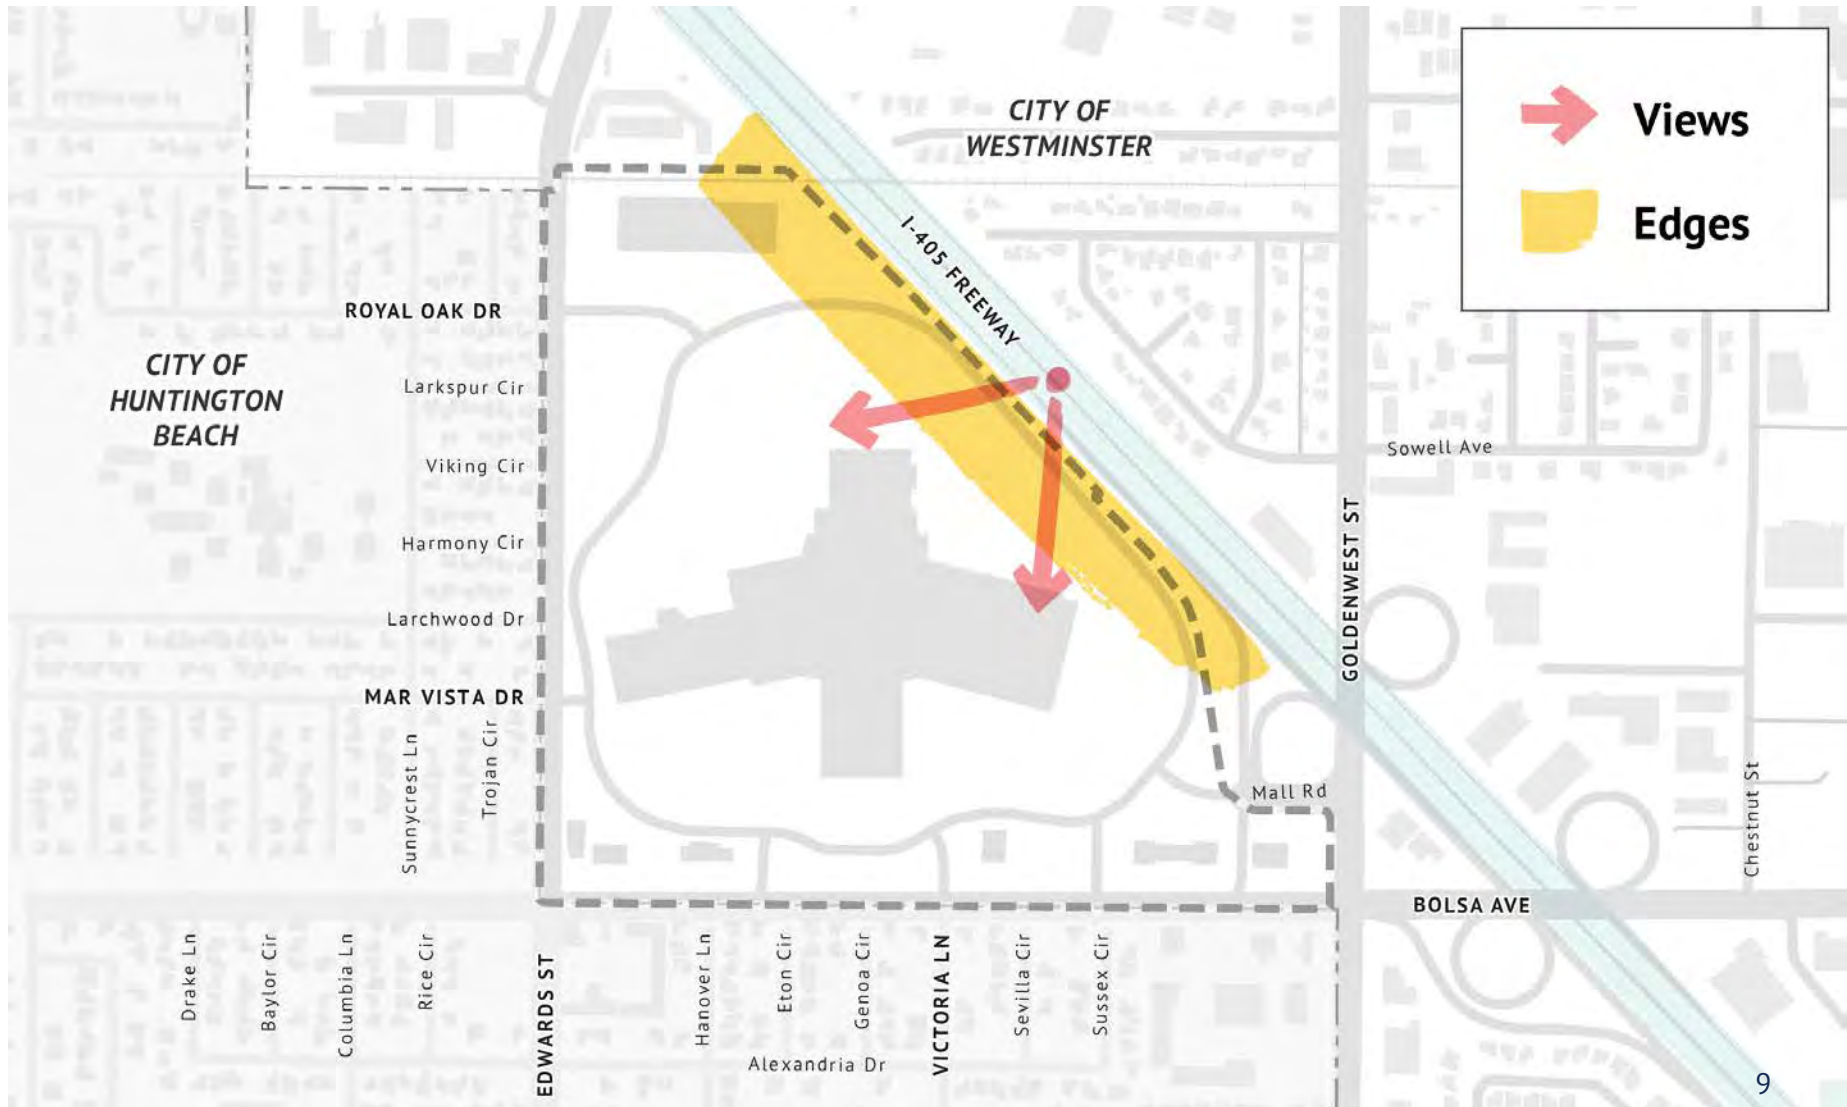 CITY OF
WESTMINSTER
Views
Edges
I-405 FREEWAY
ROYAL OAK DR
CITY OF
HUNTINGTON
BEACH
Larkspur Cir
Viking Cir
Harmony Cir
Larchwood Dr
MAR VISTA DR
Sunnycrest Ln
Trojan Cir
Sowell Ave
GOLDENWEST ST
Mall Rd
Chestnut St
BOLSA AVE
Drake Ln
Baylor Cir
Columbia Ln
Rice Cir
EDWARDS ST
Hanover Ln
Eton Cir
Genoa Cir
VICTORIA LN
Sevilla Cir
Sussex Cir
Alexandria Dr
9